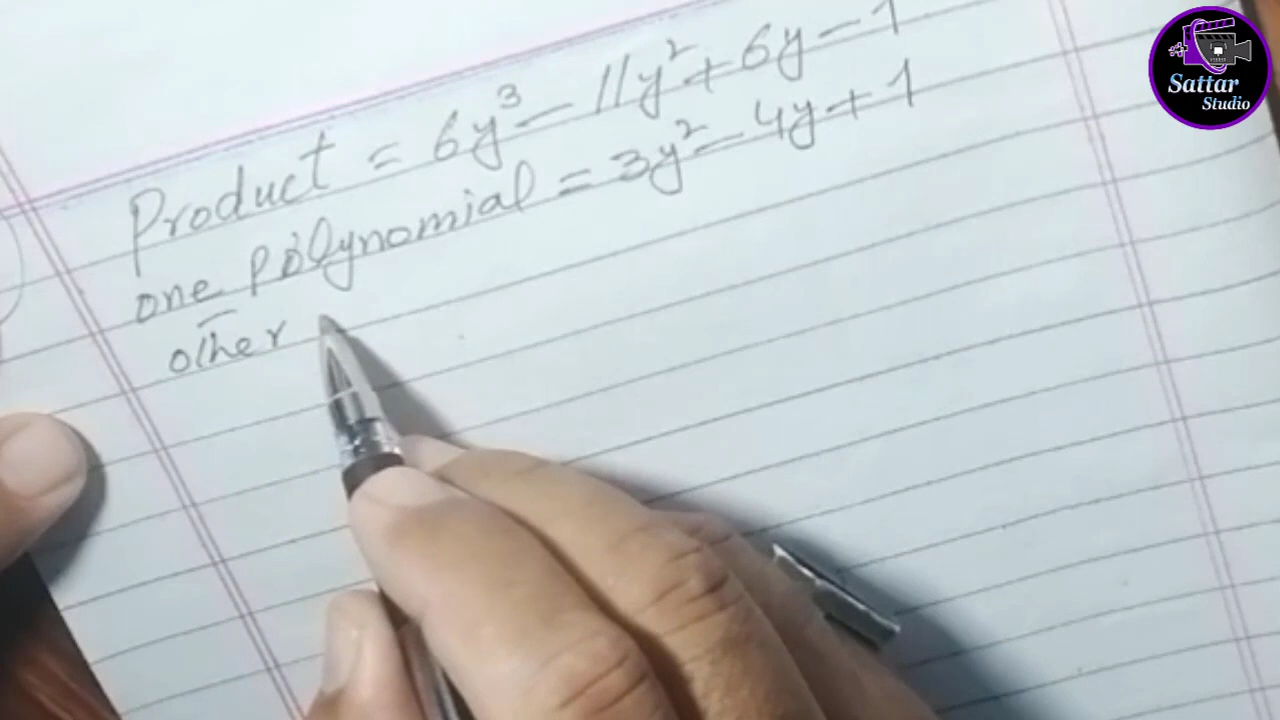 Product = 6y³ - 11y² + 6y - 1
one polynomial = 3y² - 4y + 1
other
Sattar
Studio